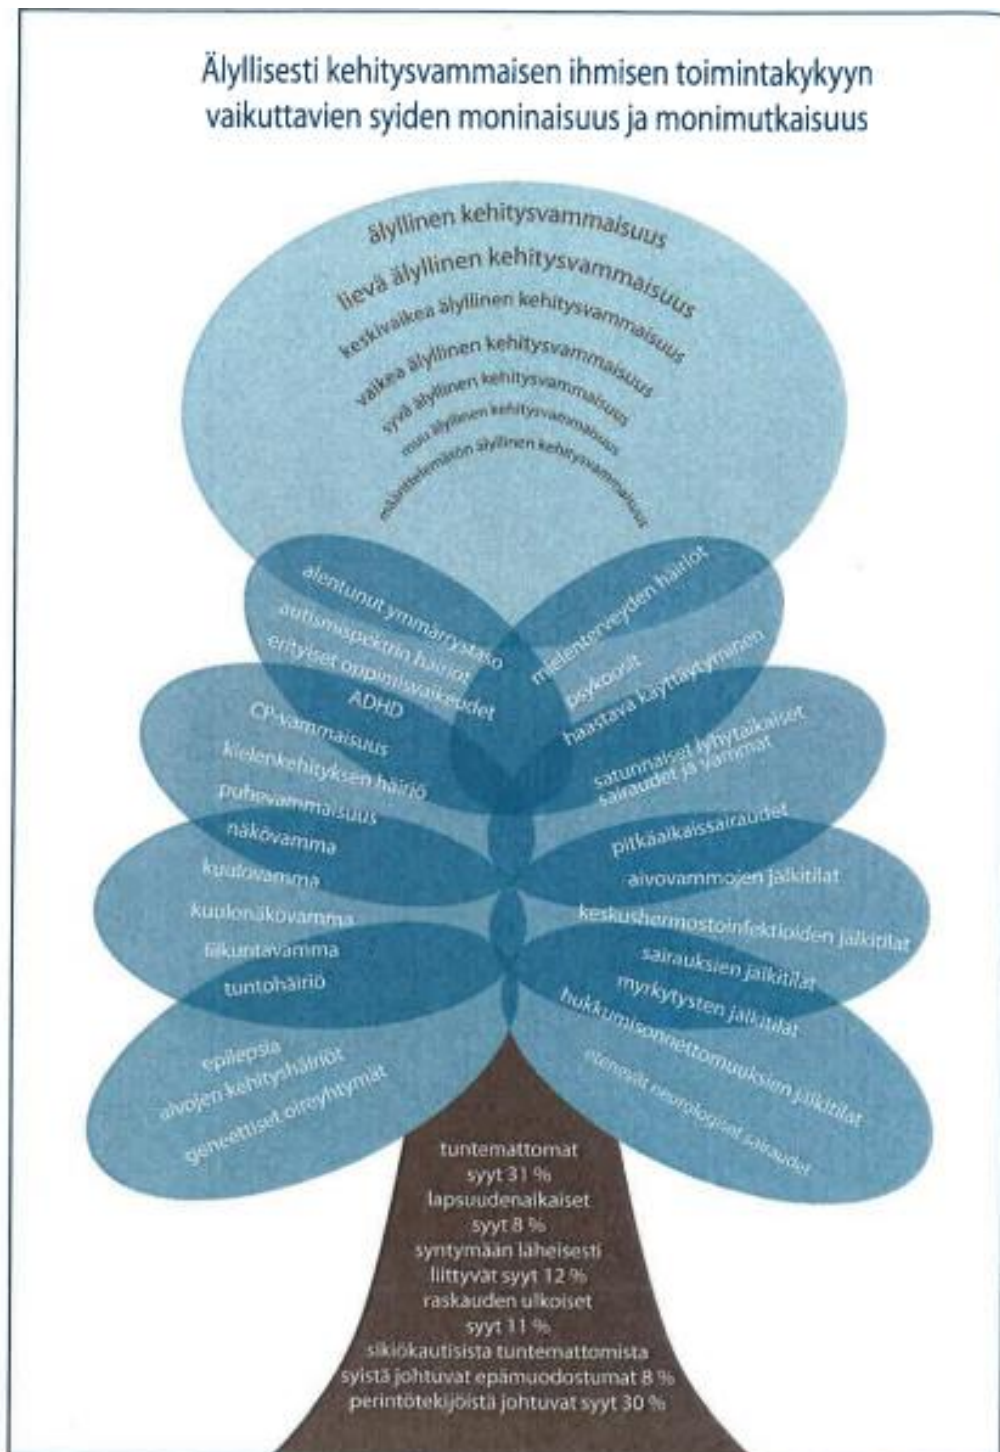 Älyllisesti kehitysvammaisen ihmisen toimintakykyyn
vaikuttavien syiden moninaisuus ja monimutkaisuus
älyllinen kehitysvammaisuus
lievä älyllinen kehitysvammaisuus
keskivaikea älyllinen kehitysvammaisuus
vaikea älyllinen kehitysvammaisuus
syvä älyllinen kehitysvammaisuus
muu älyllinen kehitysvammaisuus
määrittelemätön älyllinen kehitysvammaisuus
alentunut ymmärrystaso
autismispektrin häiriöt
erityiset oppimisvaikeudet
ADHD
CP-vammaisuus
kielenkehityksen häiriö
puhevammaisuus
näkövamma
kuulovamma
kuulonäkövamma
liikuntavamma
tuntohäiriö
epilepsia
aivojen kehityshäiriöt
geneettiset oireyhtymät
mielenterveyden häiriöt
psykoosit
haastava käyttäytyminen
satunnaiset lyhytaikaiset
sairaudet ja vammat
pitkäaikaissairaudet
aivovammojen jälkitilat
keskushermostoinfektioiden jälkitilat
sairauksien jälkitilat
myrkytysten jälkitilat
hukkumisonnettomuuksien jälkitilat
etenevät neurologiset sairaudet
tuntemattomat
syyt 31 %
lapsuudenaikaiset
syyt 8 %
syntymään läheisesti
liittyvät syyt 12 %
raskauden ulkoiset
syyt 11 %
sikiökautisista tuntemattomista
syistä johtuvat epämuodostumat 8 %
perintötekijöistä johtuvat syyt 30 %